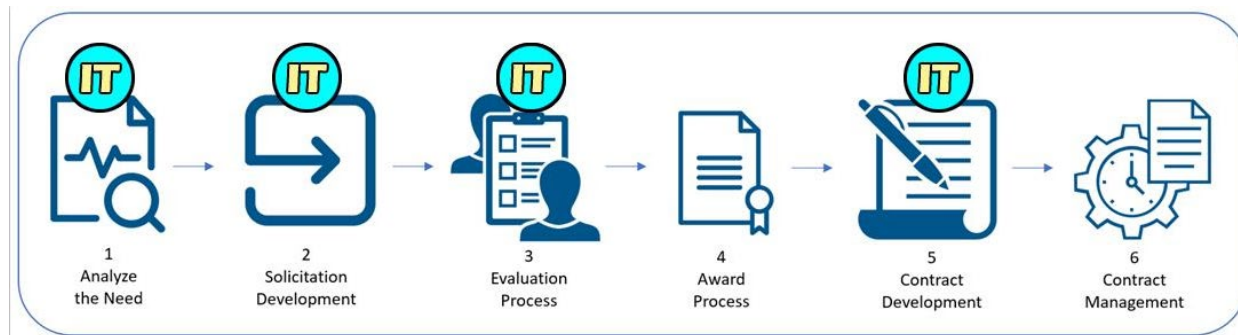 IT
IT
IT
IT
1
Analyze
the Need
2
Solicitation
Development
3
Evaluation
Process
4
Award
Process
5
Contract
Development
6
Contract
Management